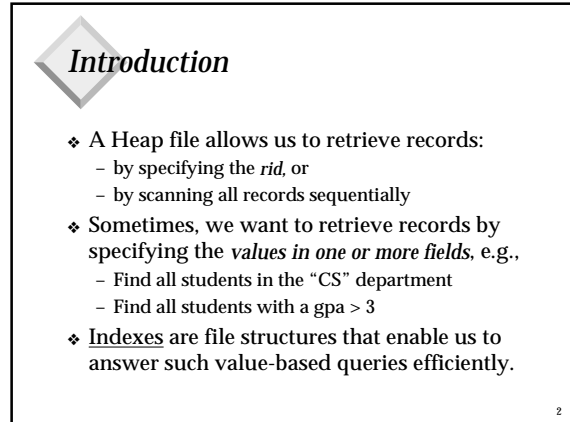 Introduction
❖ A Heap file allows us to retrieve records:
– by specifying the rid, or
– by scanning all records sequentially
❖ Sometimes, we want to retrieve records by
specifying the values in one or more fields, e.g.,
– Find all students in the “CS” department
– Find all students with a gpa > 3
❖ Indexes are file structures that enable us to
answer such value-based queries efficiently.
2